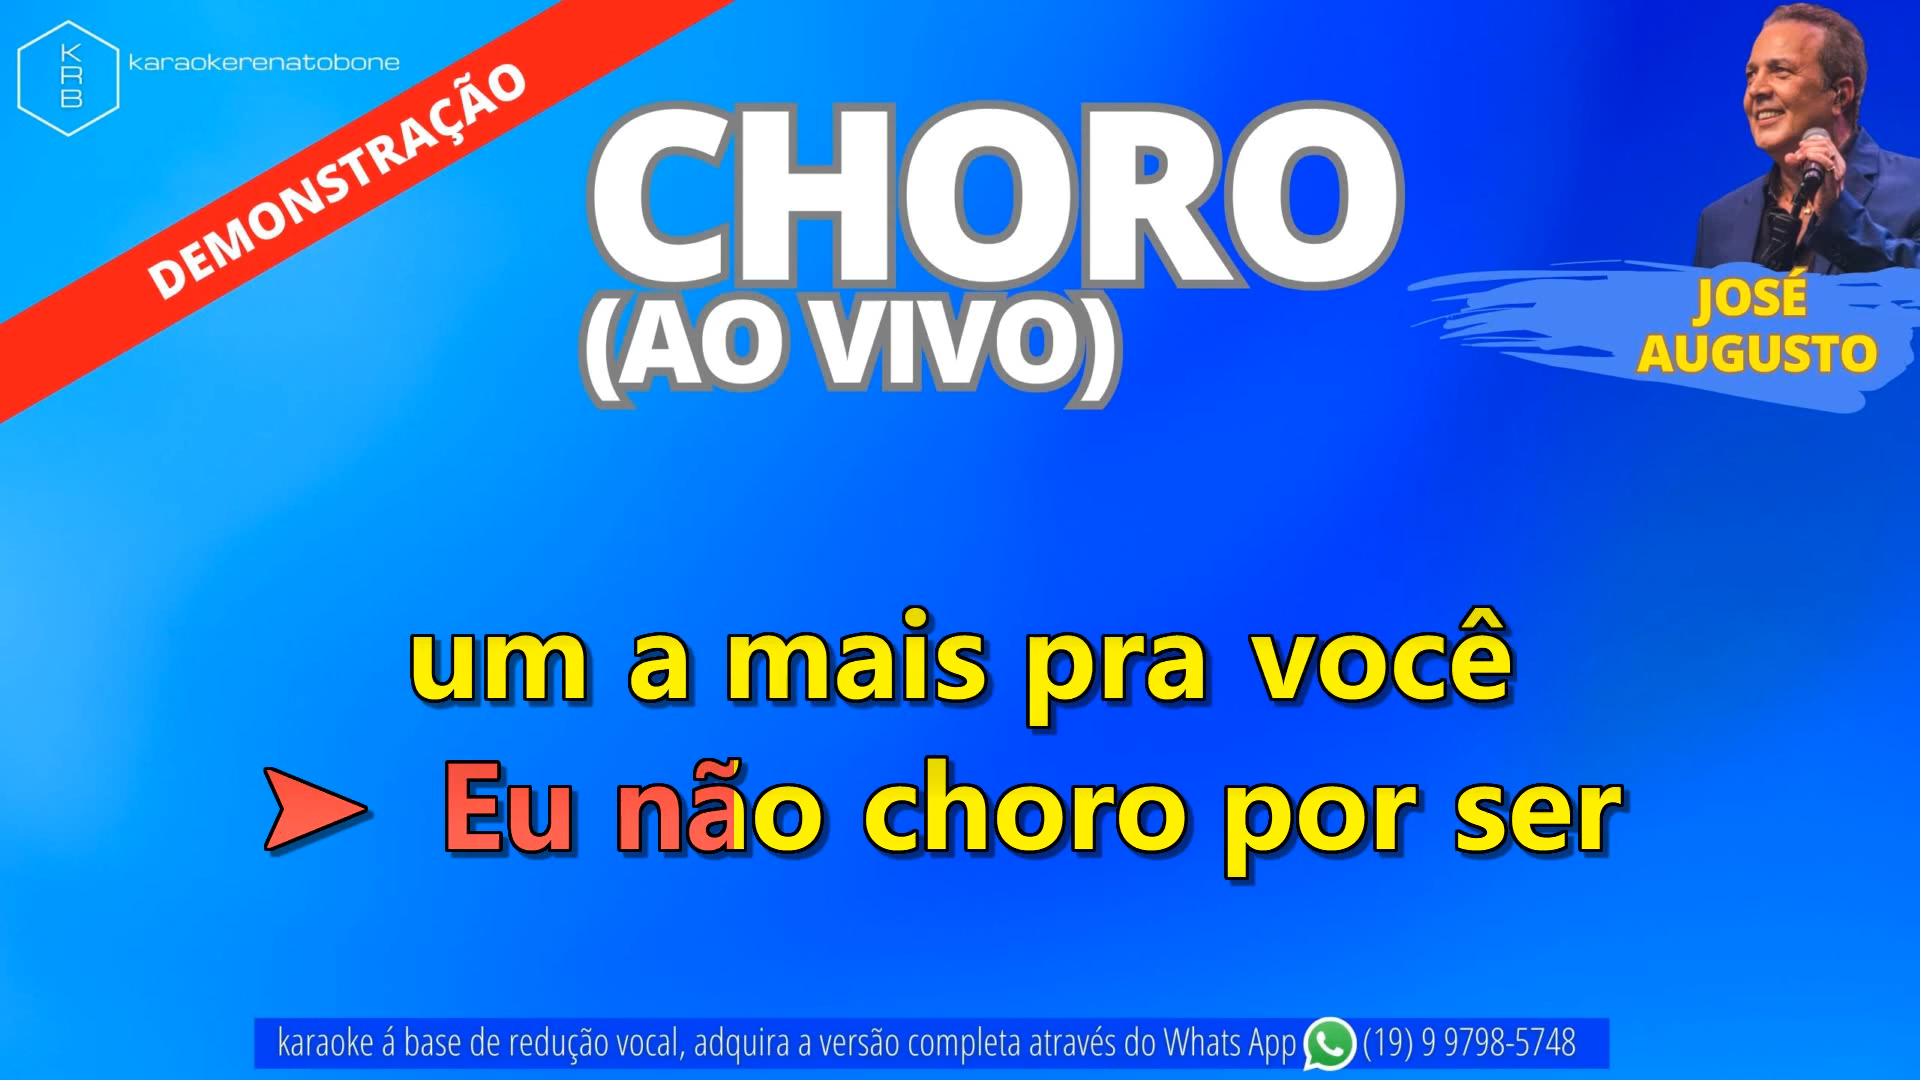 KRB
karaokerenatobone
DEMONSTRAÇÃO
CHORO
(AO VIVO)
JOSÉ
AUGUSTO
um a mais pra você
Eu não choro por ser
karaoke á base de redução vocal, adquira a versão completa através do Whats App (19) 9 9798-5748